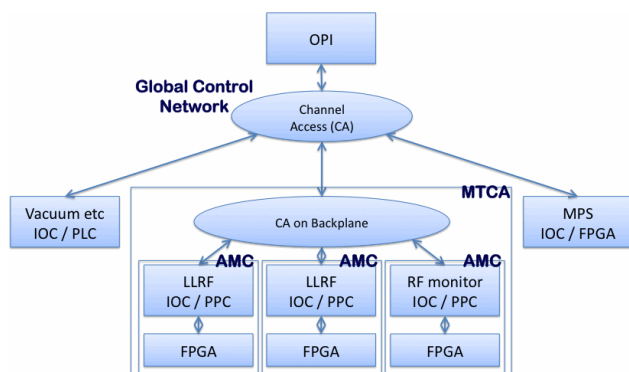 OPI
Global Control
Network
Channel
Access (CA)
MTCA
Vacuum etc
IOC / PLC
CA on Backplane
MPS
IOC / FPGA
AMC
AMC
AMC
LLRF
IOC / PPC
LLRF
IOC / PPC
RF monitor
IOC / PPC
FPGA
FPGA
FPGA